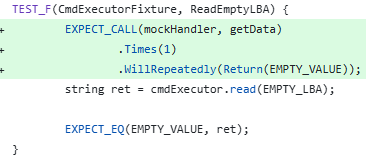 TEST_F(CmdExecutorFixture, ReadEmptyLBA) {
+ EXPECT_CALL(mockHandler, getData)
+ .Times(1)
+ .WillRepeatedly(Return(EMPTY_VALUE));
string ret = cmdExecutor.read(EMPTY_LBA);
EXPECT_EQ(EMPTY_VALUE, ret);
}